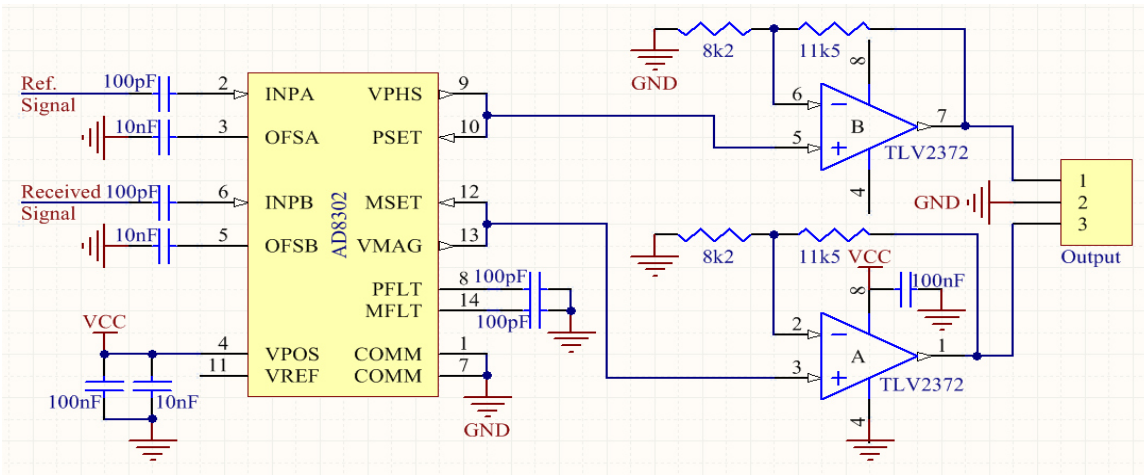 Ref.
Signal
100pF
2
INPA
10nF
3
OFSA
Received
Signal
100pF
6
INPB
10nF
5
OFSB
AD8302
VPHS
9
PSET
10
MSET
12
VMAG
13
PFLT
8
100pF
MFLT
14
100pF
VCC
4
VPOS
11
VREF
100nF
10nF
COMM
1
COMM
7
GND
GND
8k2
11k5
8
6
5
B
7
TLV2372
4
8k2
11k5
VCC
100nF
8
2
3
A
1
TLV2372
4
GND
1
2
3
Output